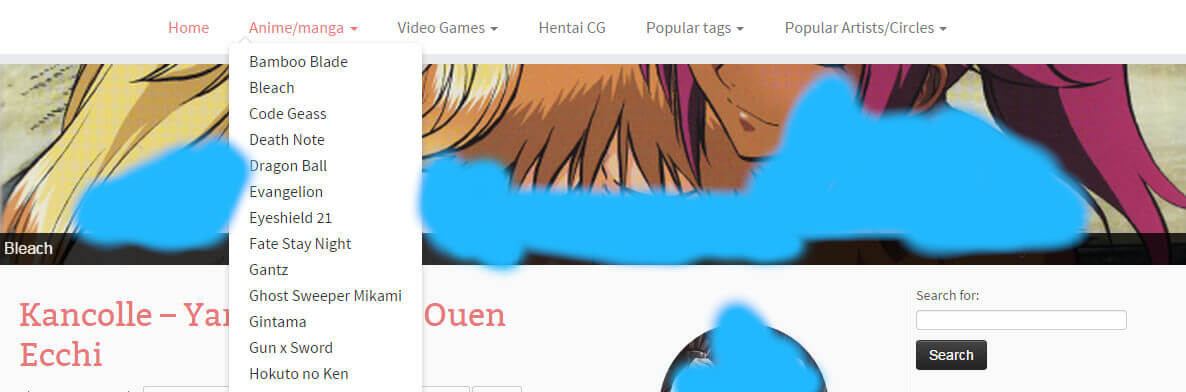 Home Anime/manga Video Games Hentai CG Popular tags Popular Artists/Circles
Bamboo Blade
Bleach
Code Geass
Death Note
Dragon Ball
Evangelion
Eyeshield 21
Fate Stay Night
Gantz
Ghost Sweeper Mikami
Gintama
Gun x Sword
Hokuto no Ken
Bleach
Kancolle – Ouen
Ecchi
Search for:
Search